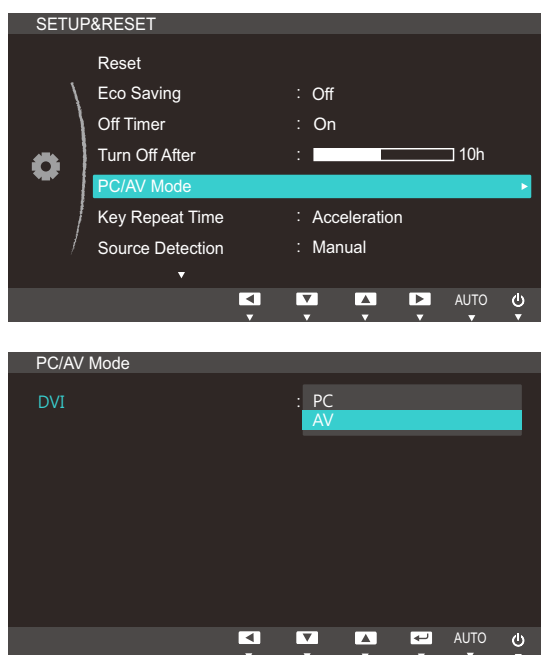 SETUP&RESET
Reset
Eco Saving : Off
Off Timer : On
Turn Off After : 10h
PC/AV Mode
Key Repeat Time : Acceleration
Source Detection : Manual
AUTO
PC/AV Mode
DVI : PC
AV
AUTO